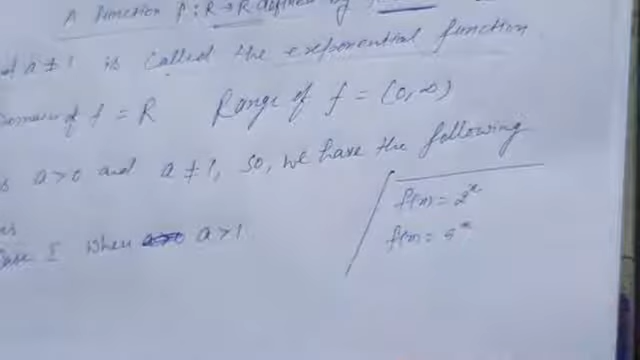 A function f : R → R defined by
a ≠ 1 is called the exponential function
Domain of f = R Range of f = (0, ∞)
a > 0 and a ≠ 1, so, we have the following
f(x) = 2^x
Case I When a > 1
f(x) = 5^x